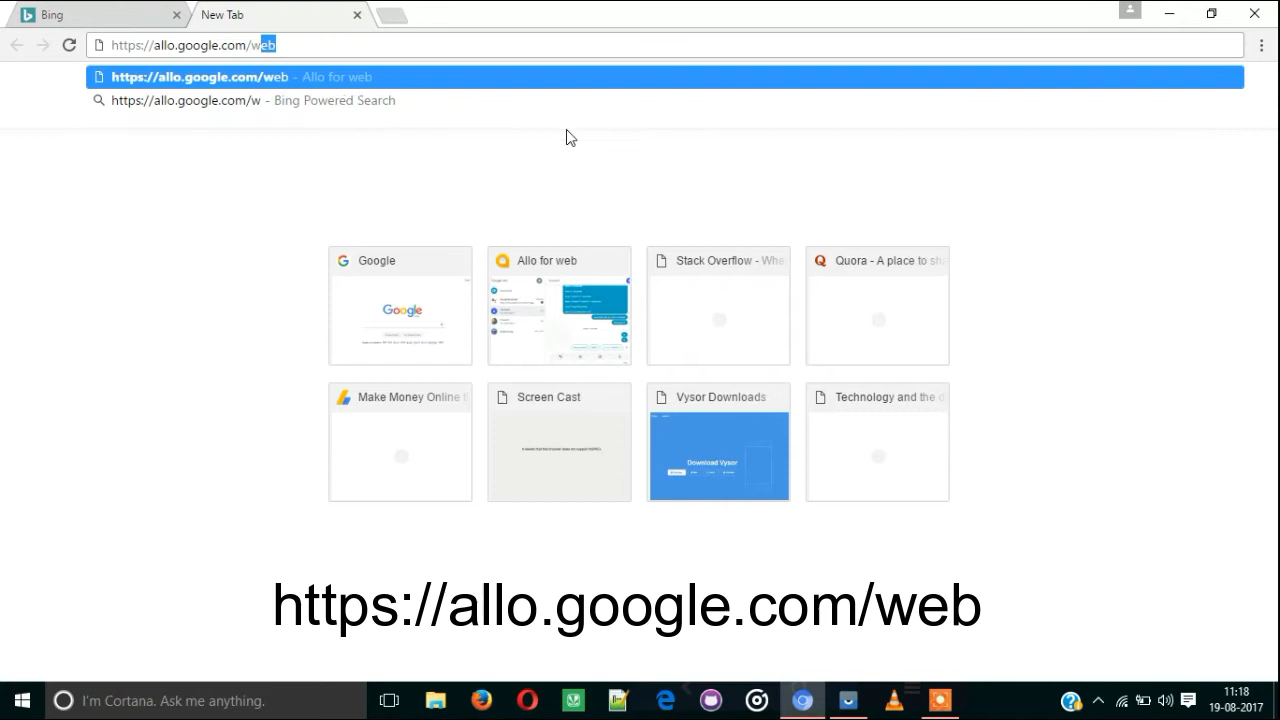 Bing
New Tab
https://allo.google.com/web
https://allo.google.com/web - Allo for web
https://allo.google.com/w - Bing Powered Search
Google
Allo for web
Stack Overflow - Whe
Quora - A place to sh
Google
Make Money Online t
Screen Cast
Vysor Downloads
Technology and the d
Download Vysor
https://allo.google.com/web
I'm Cortana. Ask me anything.
11:18
19-08-2017